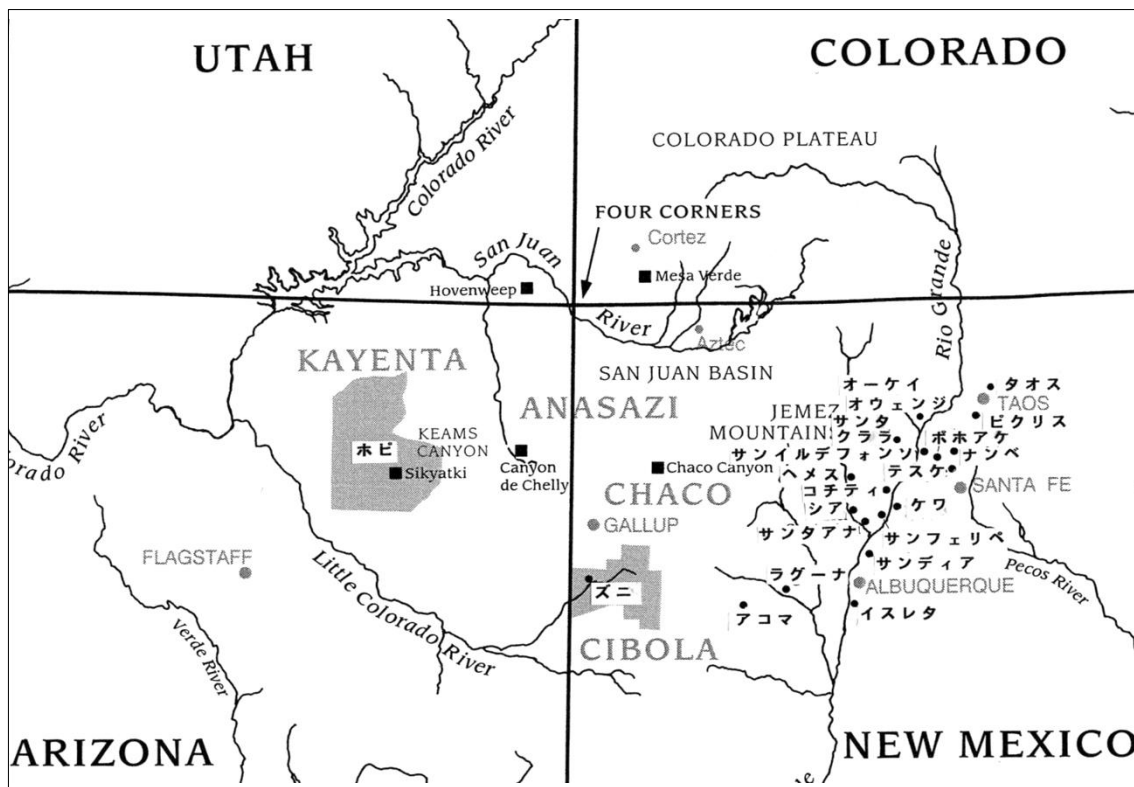 UTAH
COLORADO
Colorado River
COLORADO PLATEAU
FOUR CORNERS
Cortez
San Juan
Mesa Verde
Hovenweep
River
Rio Grande
Aztec
KAYENTA
SAN JUAN BASIN
オーケイ
タオス
ANASAZI
オウェンジ
TAOS
JEMEZ
サンタ
ピクリス
KEAMS
MOUNTAINS
クララ
ポホアケ
CANYON
ホピ
サンイルデフォンソ
ナンベ
orado River
Sikyatki
Canyon
de Chelly
Chaco Canyon
ヘメス
テスケ
コチティ
SANTA FE
CHACO
シア
ケワ
GALLUP
サンタアナ
サンフェリペ
FLAGSTAFF
サンディア
Pecos River
Little Colorado River
ズニ
ラグーナ
ALBUQUERQUE
アコマ
イスレタ
Verde River
CIBOLA
ARIZONA
NEW MEXICO